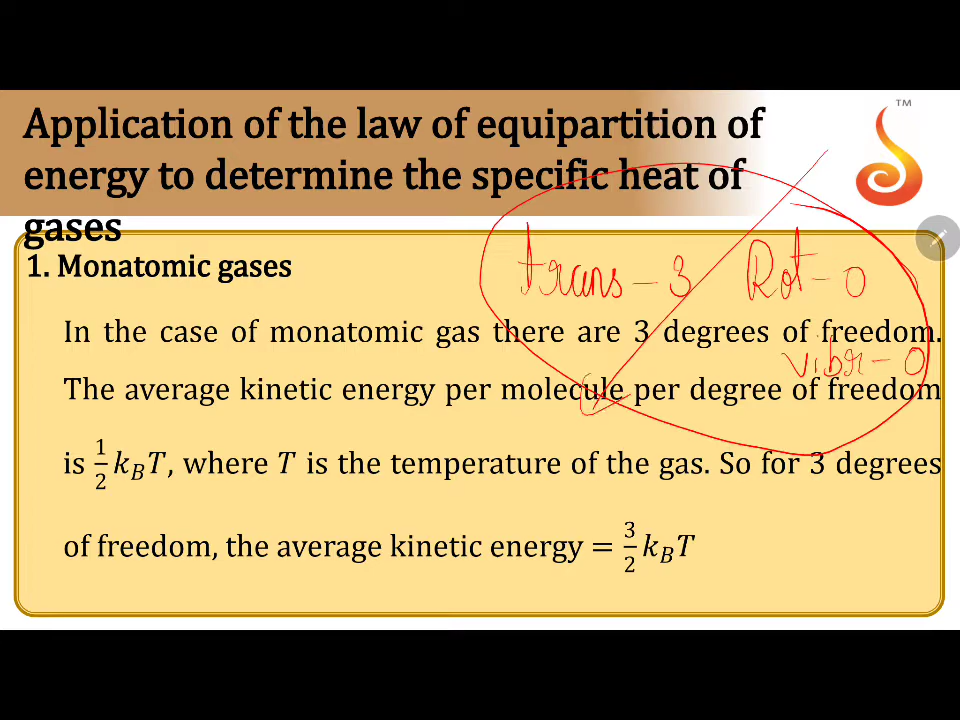 Application of the law of equipartition of
energy to determine the specific heat of
gases
TM
1. Monatomic gases
trans - 3 Rot - 0
In the case of monatomic gas there are 3 degrees of freedom.
vibr - 0
The average kinetic energy per molecule per degree of freedom
is 1/2 k_B T, where T is the temperature of the gas. So for 3 degrees
of freedom, the average kinetic energy = 3/2 k_B T